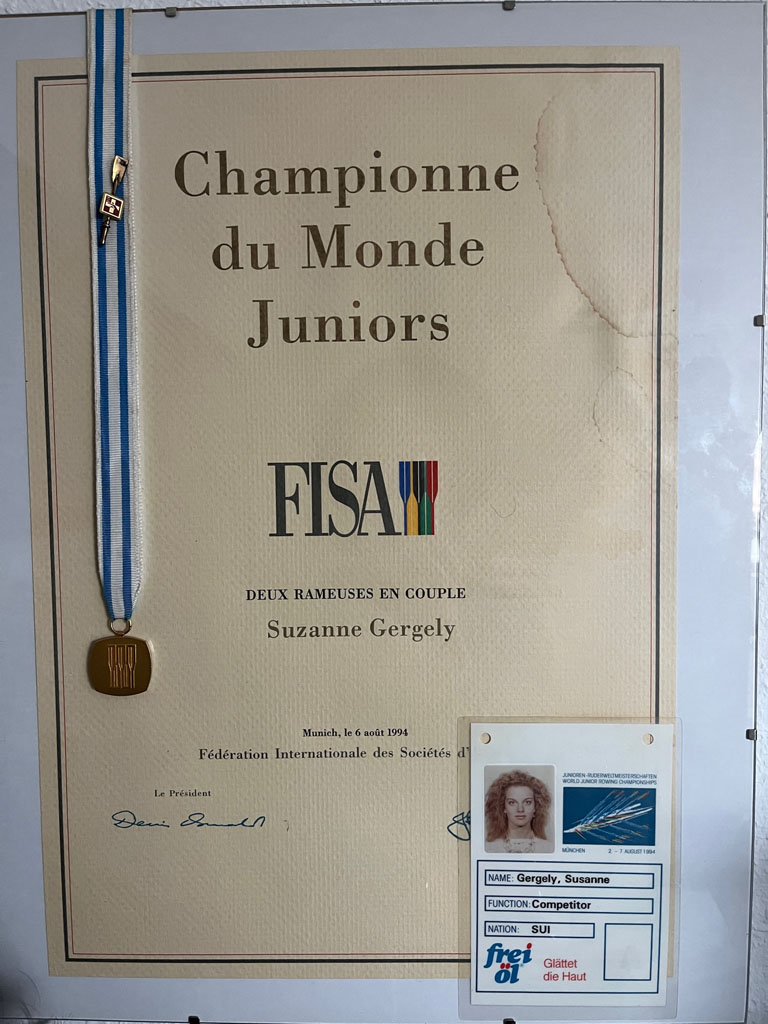 Championne
du Monde
Juniors
FISA
DEUX RAMEUSES EN COUPLE
Suzanne Gergely
Munich, le 6 août 1994
Fédération Internationale des Sociétés d'
Le Président
JUNIOREN-RUDERWELTMEISTERSCHAFTEN
WORLD JUNIOR ROWING CHAMPIONSHIPS
MÜNCHEN 3 - 7 AUGUST 1994
NAME: Gergely, Susanne
FUNCTION: Competitor
NATION: SUI
frei
öl
Glättet
die Haut